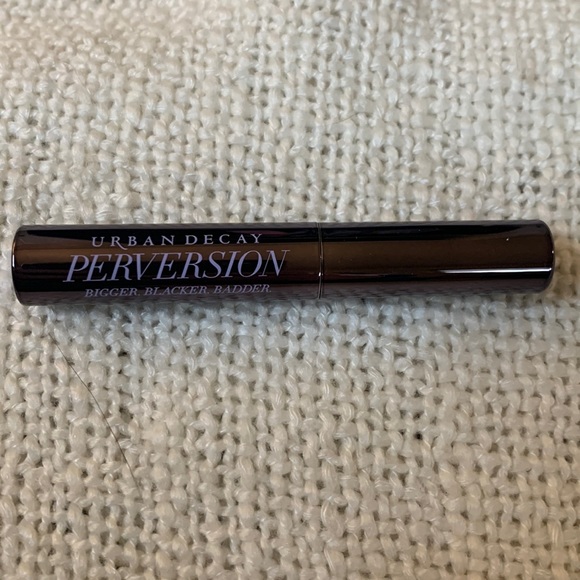 URBAN DECAY
PERVERSION
BIGGER. BLACKER. BADDER.